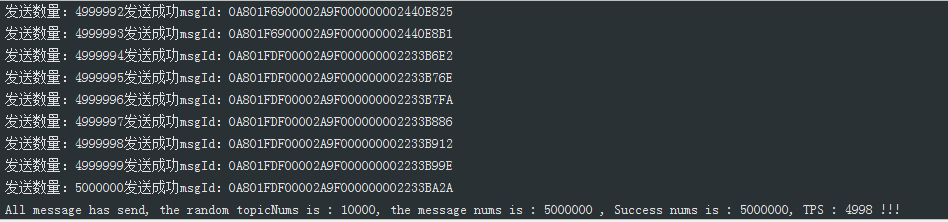 发送数量：4999992发送成功msgId：0A801F6900002A9F000000002440E825
发送数量：4999993发送成功msgId：0A801F6900002A9F000000002440E8B1
发送数量：4999994发送成功msgId：0A801FDF00002A9F000000002233B6E2
发送数量：4999995发送成功msgId：0A801FDF00002A9F000000002233B76E
发送数量：4999996发送成功msgId：0A801FDF00002A9F000000002233B7FA
发送数量：4999997发送成功msgId：0A801FDF00002A9F000000002233B886
发送数量：4999998发送成功msgId：0A801FDF00002A9F000000002233B912
发送数量：4999999发送成功msgId：0A801FDF00002A9F000000002233B99E
发送数量：5000000发送成功msgId：0A801FDF00002A9F000000002233BA2A
All message has send, the random topicNums is : 10000, the message nums is : 5000000 , Success nums is : 5000000, TPS : 4998 !!!